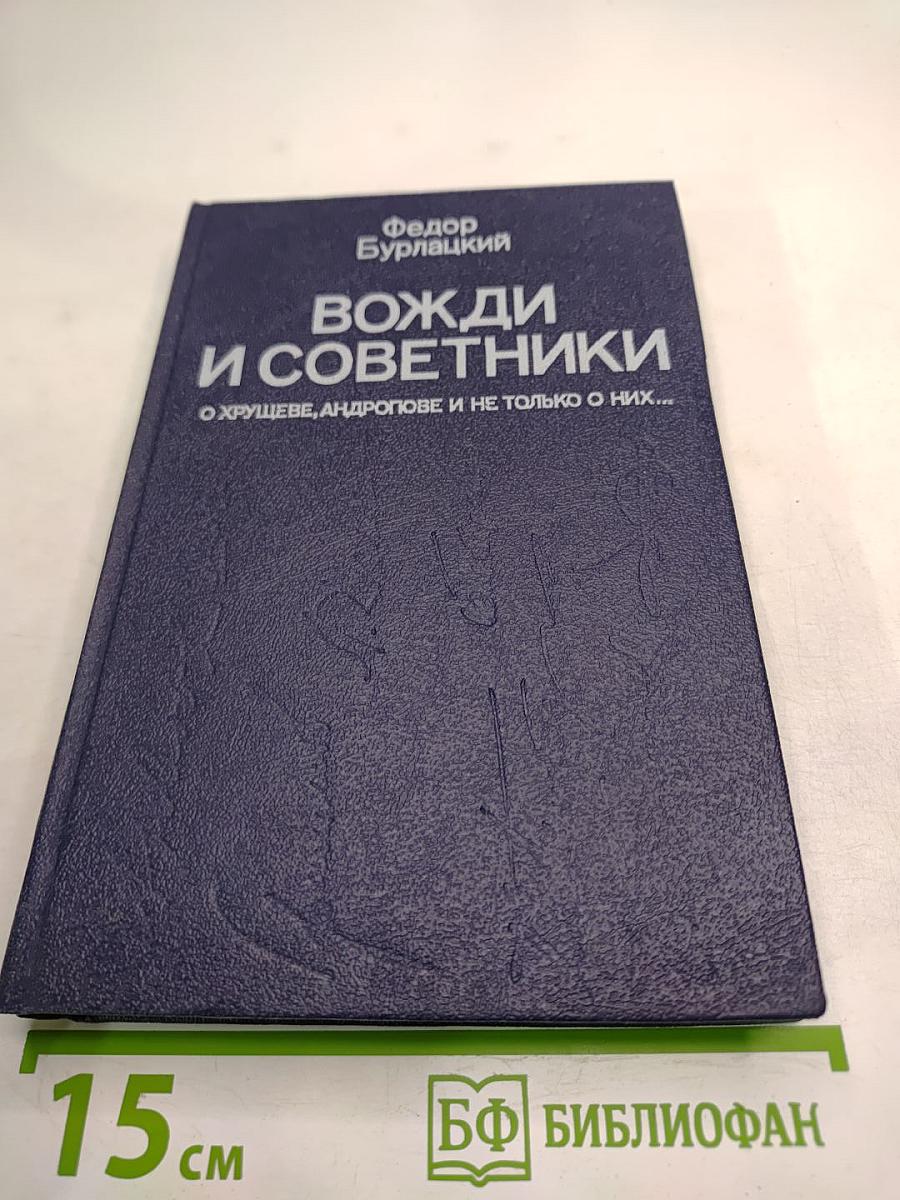 Федор
Бурлацкий
ВОЖДИ
И СОВЕТНИКИ
О ХРУЩЕВЕ, АНДРОПОВЕ И НЕ ТОЛЬКО О НИХ...
15 см
БФ БИБЛИОФАН